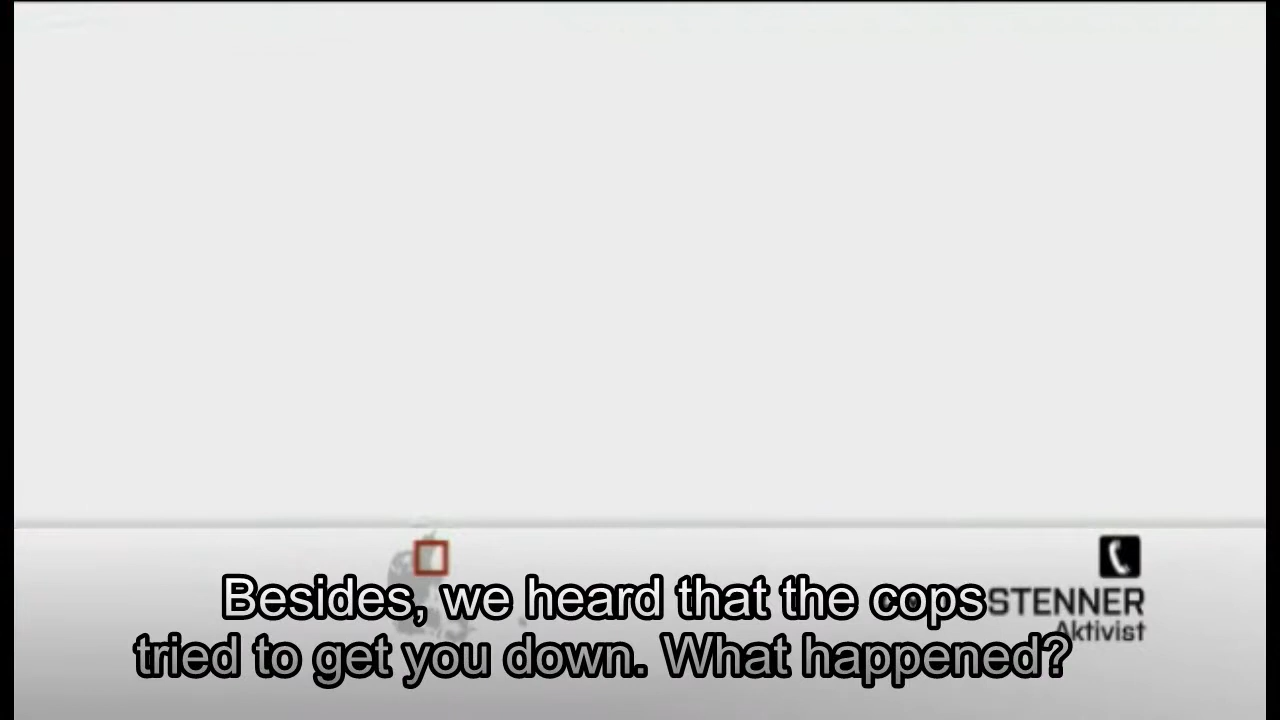 Besides, we heard that the cops
tried to get you down. What happened?
STENNER
Aktivist